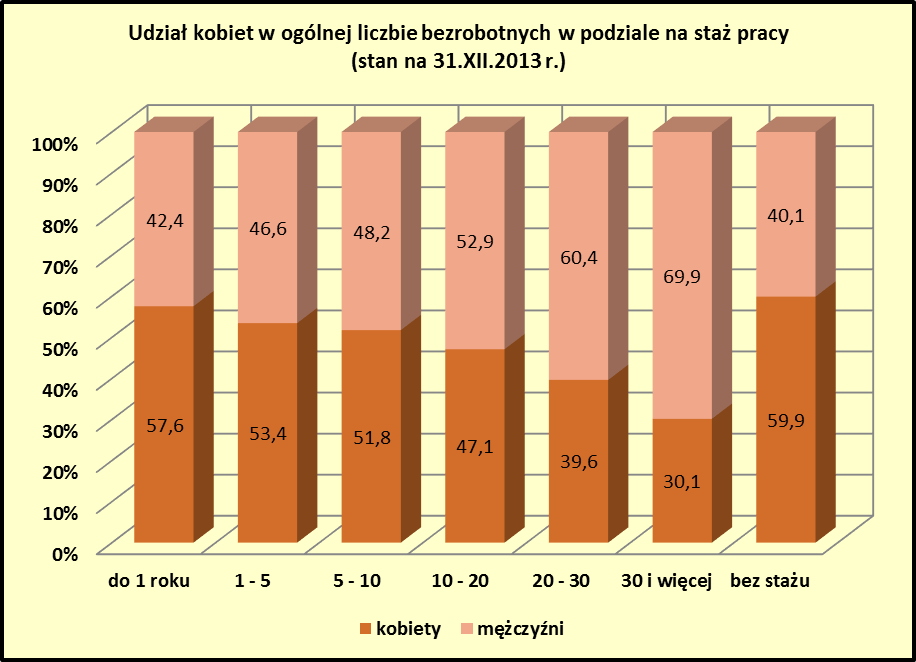 Udział kobiet w ogólnej liczbie bezrobotnych w podziale na staż pracy
(stan na 31.XII.2013 r.)
100%
90%
80%
70%
60%
50%
40%
30%
20%
10%
0%
42,4
46,6
48,2
52,9
60,4
69,9
40,1
57,6
53,4
51,8
47,1
39,6
30,1
59,9
do 1 roku
1 - 5
5 - 10
10 - 20
20 - 30
30 i więcej
bez stażu
kobiety
mężczyźni